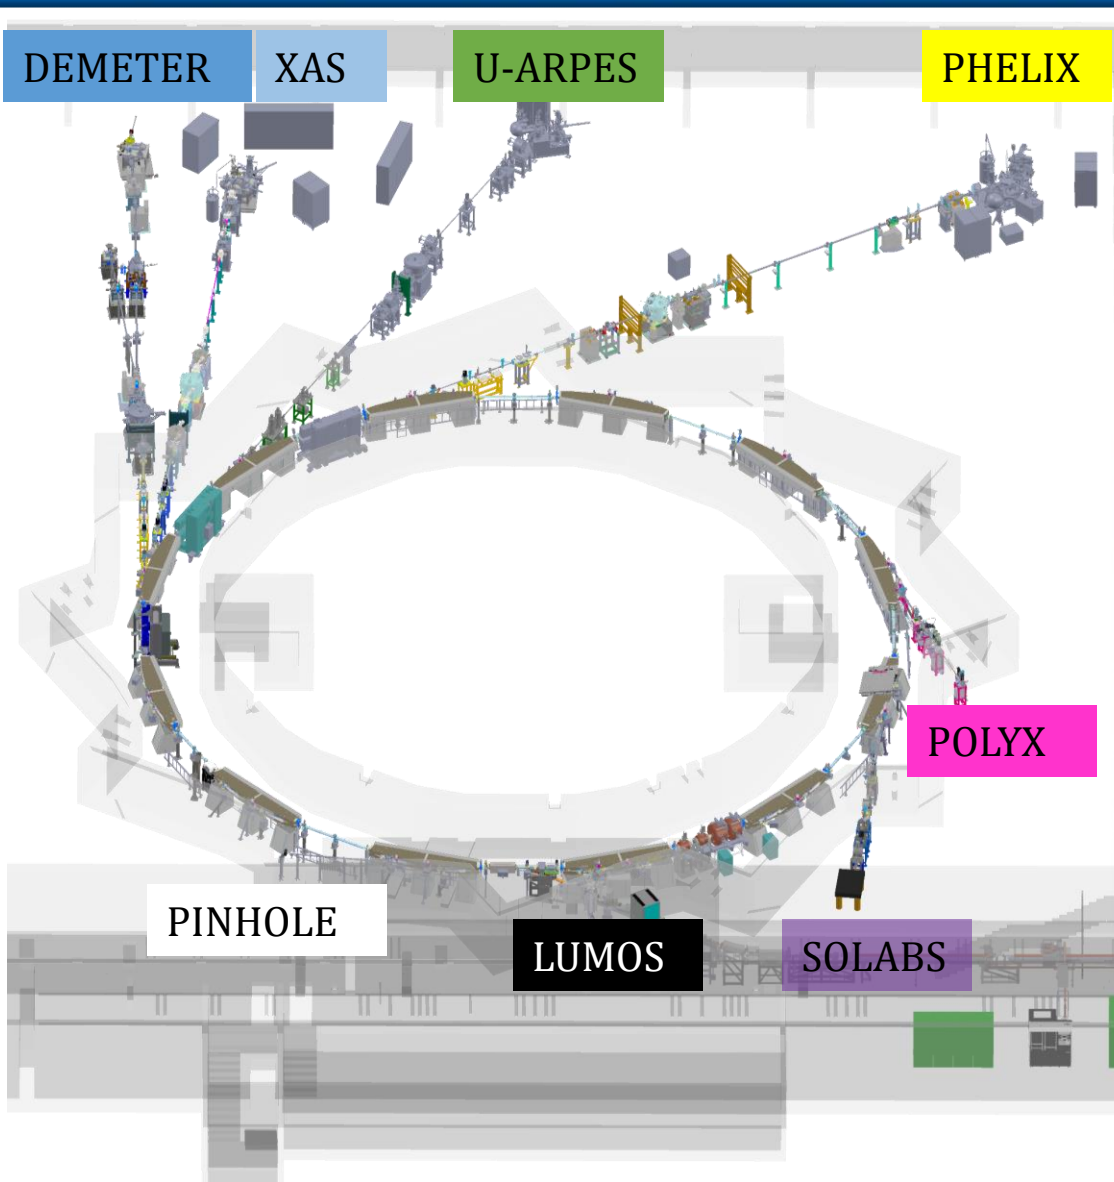 DEMETER
XAS
U-ARPES
PHELIX
POLYX
PINHOLE
LUMOS
SOLABS